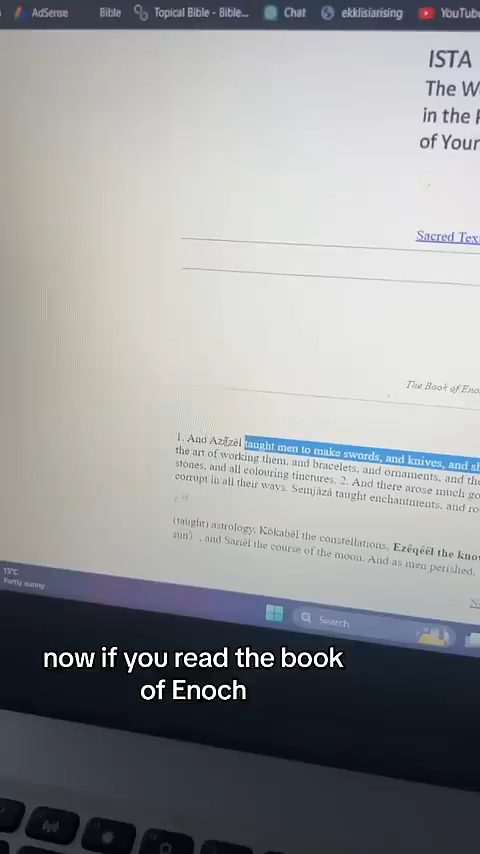 AdSense Bible Topical Bible - Bible... Chat ekklisiarising YouTub
ISTA
The W
in the
of Your
Sacred Tex
The Book of Eno
1. And Azâzêl taught men to make swords, and knives, and sh
the art of working them, and bracelets, and ornaments, and the
stones, and all colouring tinctures. 2. And there arose much go
corrupt in all their ways. Semjâzâ taught enchantments, and ro
(taught) astrology, Kôkabêl the constellations, Ezêqêêl the know
sun), and Sariêl the course of the moon. And as men perished,
15°C
Partly sunny
Search
now if you read the book
of Enoch